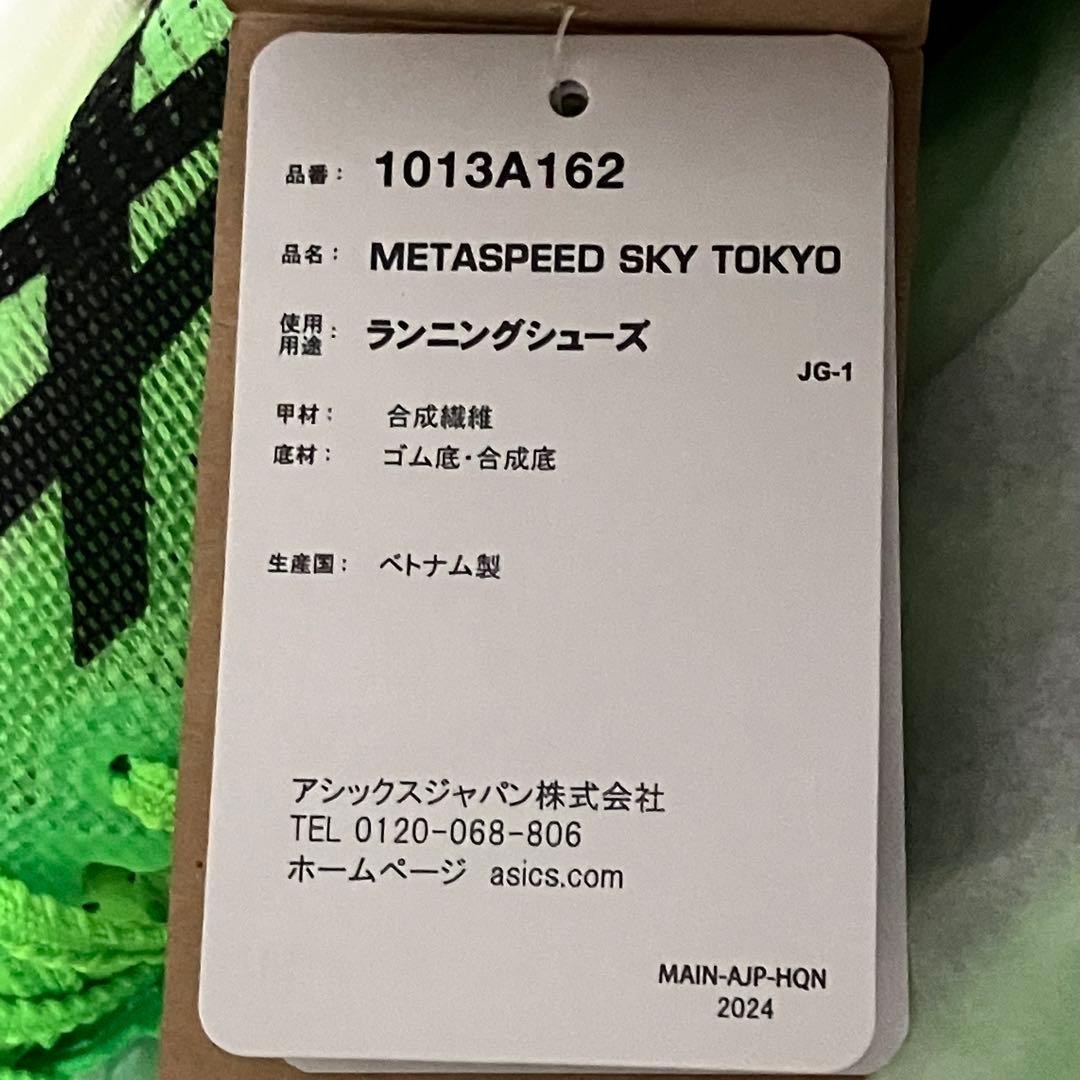 品番： 1013A162
品名： METASPEED SKY TOKYO
使用用途： ランニングシューズ
JG-1
甲材： 合成繊維
底材： ゴム底・合成底
生産国： ベトナム製
アシックスジャパン株式会社
TEL 0120-068-806
ホームページ asics.com
MAIN-AJP-HQN
2024